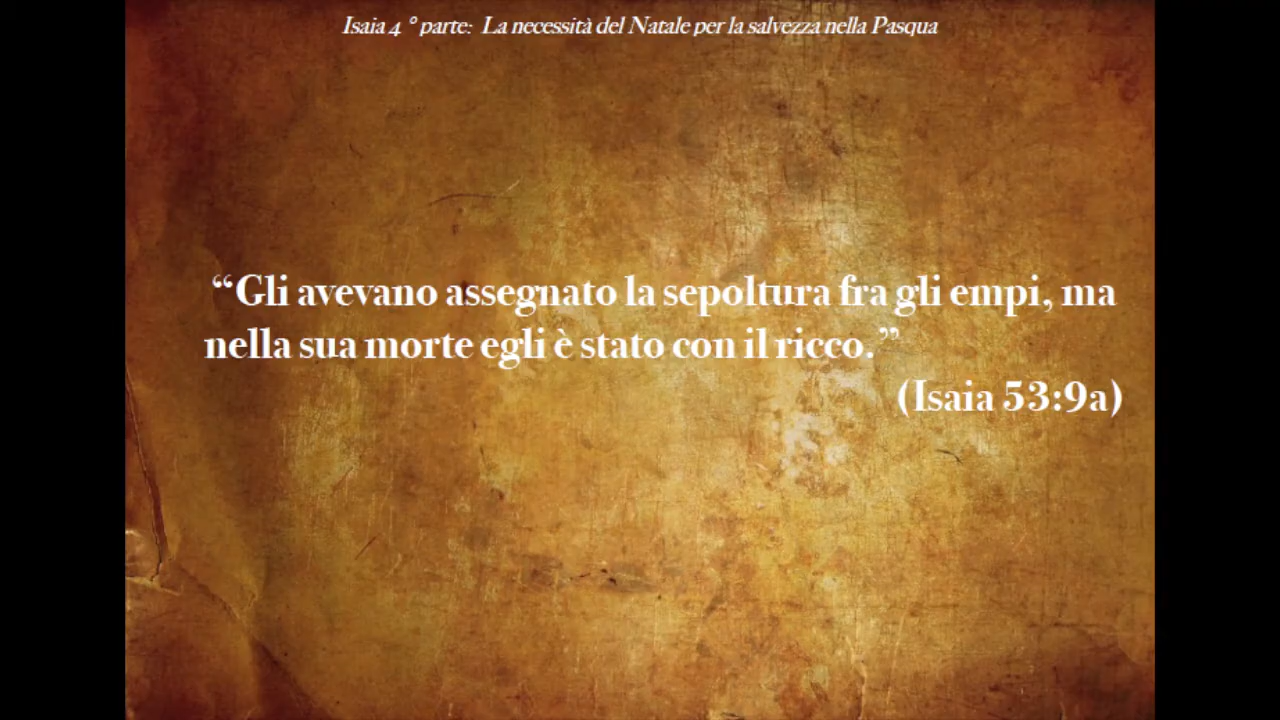 Isaia 4 ° parte: La necessità del Natale per la salvezza nella Pasqua
“Gli avevano assegnato la sepoltura fra gli empi, ma
nella sua morte egli è stato con il ricco.”
(Isaia 53:9a)